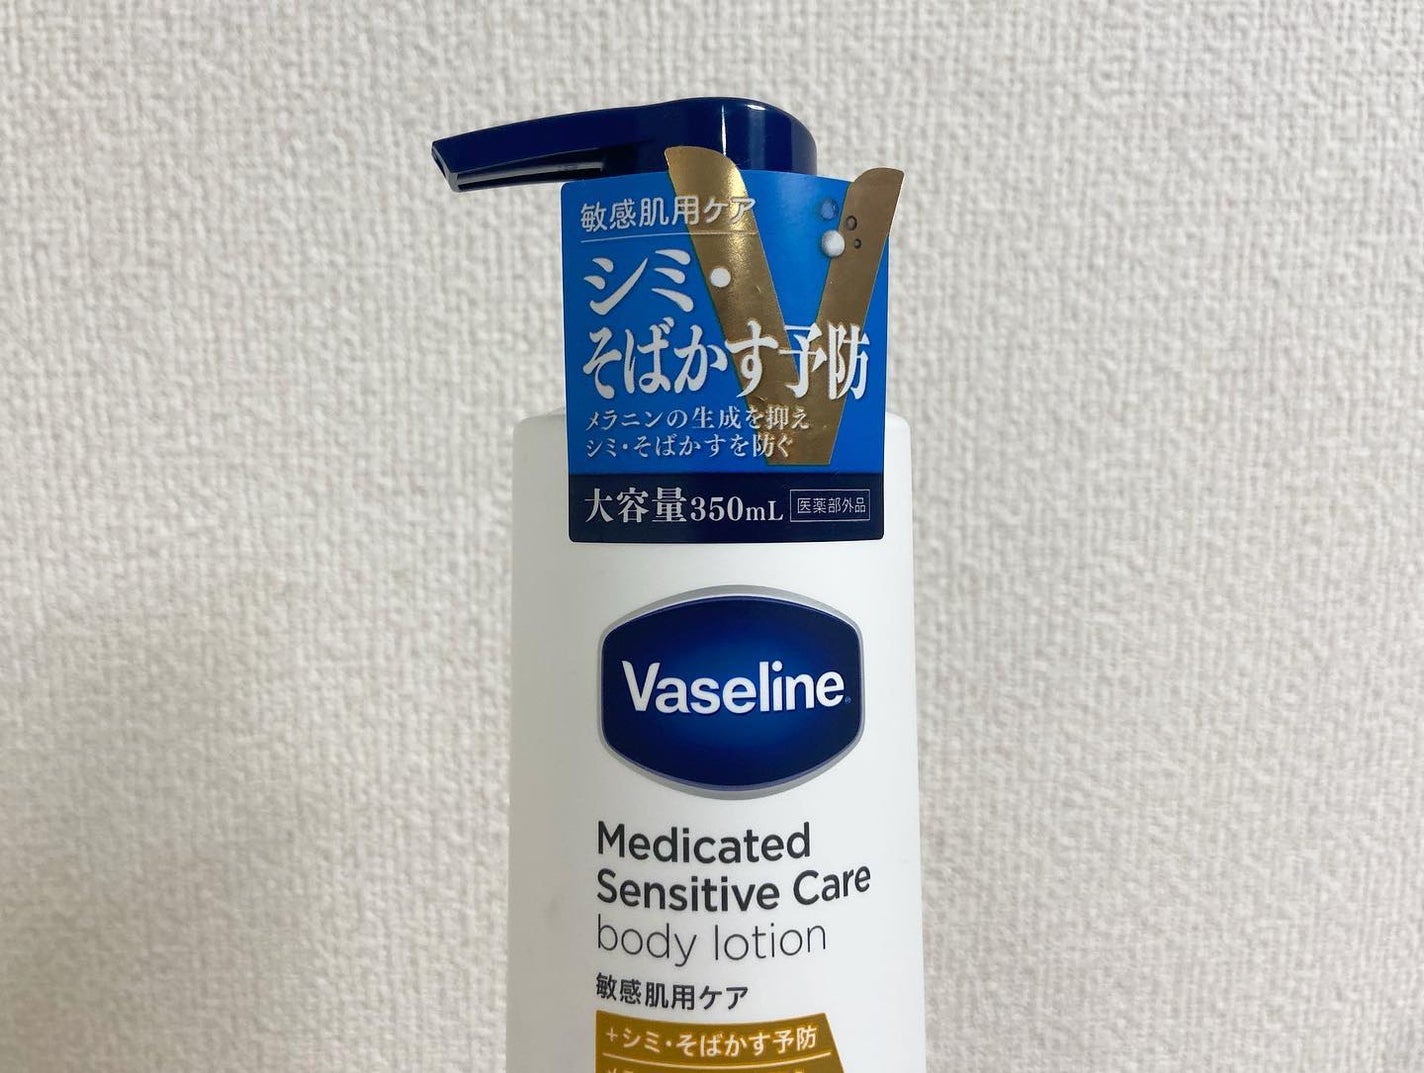 敏感肌用ケア
シミ・
そばかす予防
メラニンの生成を抑え
シミ・そばかすを防ぐ
大容量350mL 医薬部外品
Vaseline
Medicated
Sensitive Care
body lotion
敏感肌用ケア
+シミ・そばかす予防